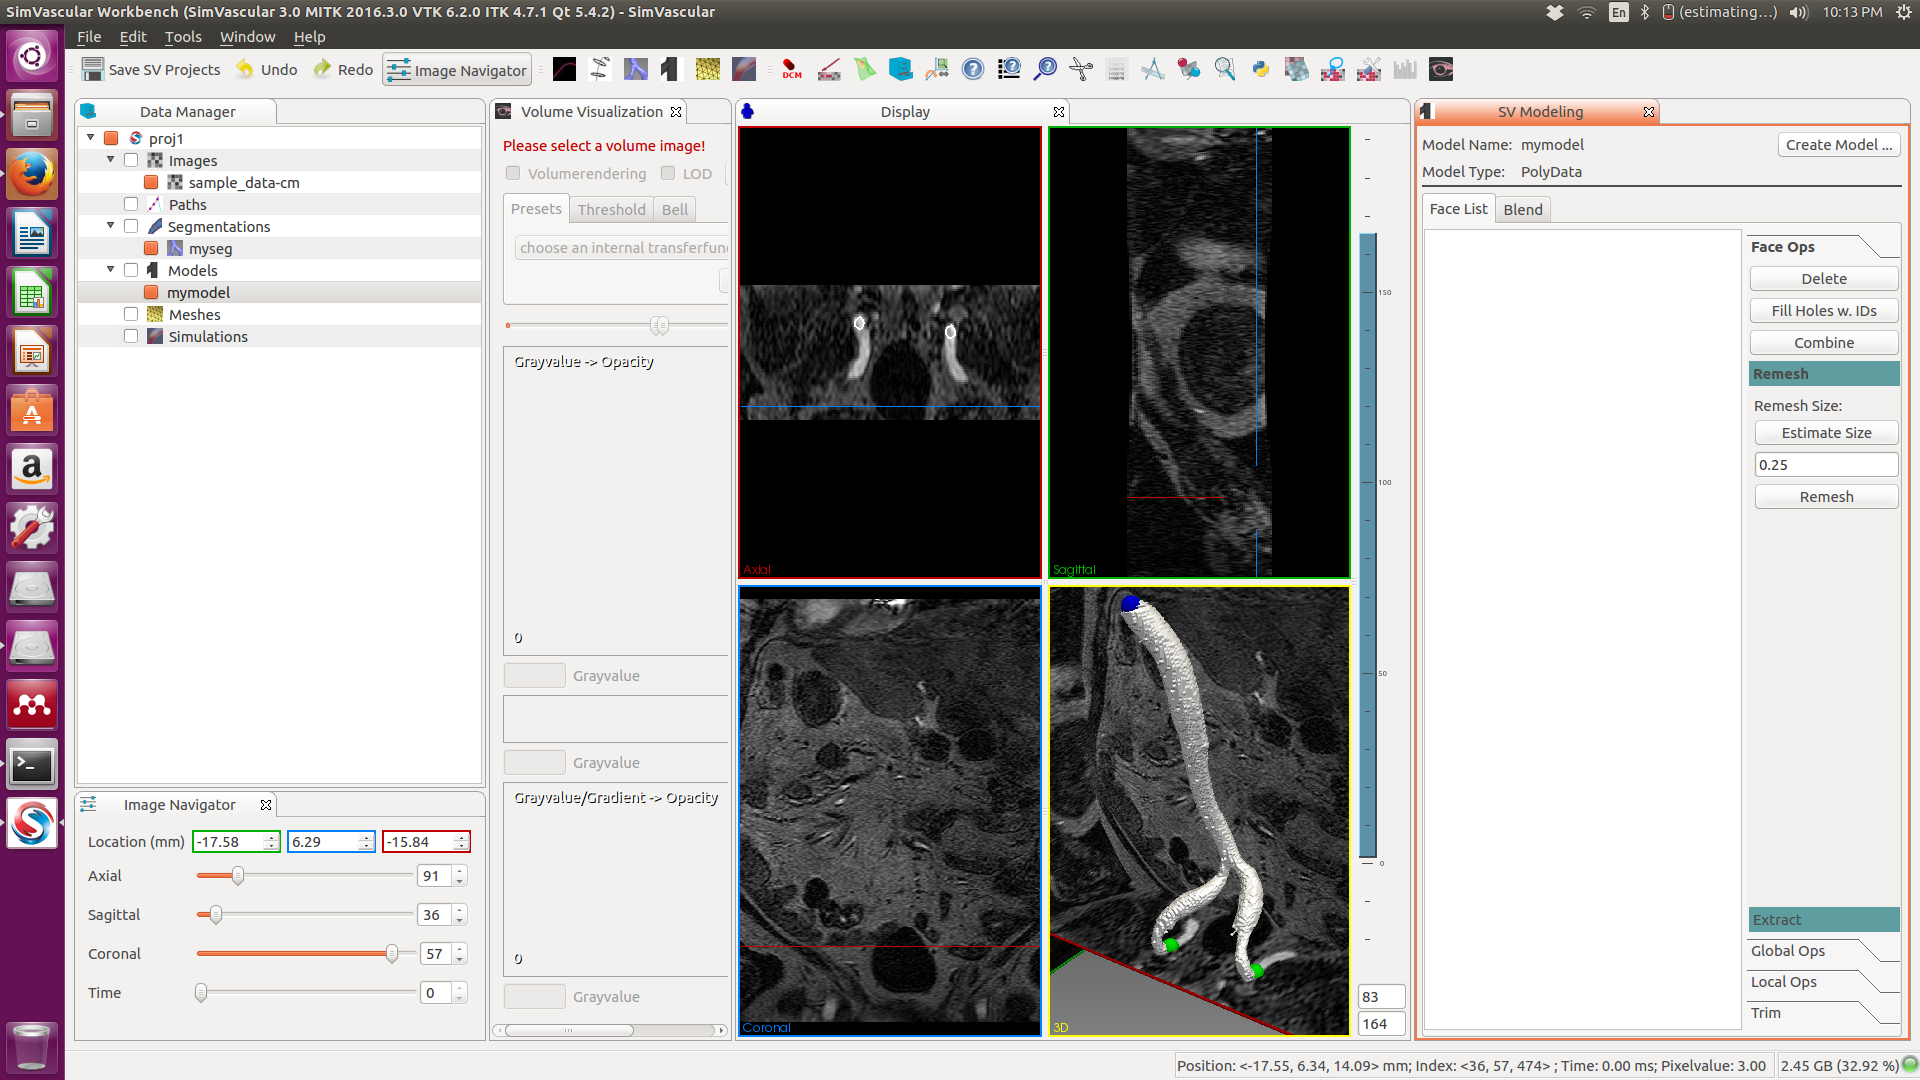 SimVascular Workbench (SimVascular 3.0 MITK 2016.3.0 VTK 6.2.0 ITK 4.7.1 Qt 5.4.2) - SimVascular
En
(estimating...)
10:13 PM
File Edit Tools Window Help
Save SV Projects Undo Redo Image Navigator
DCM
Data Manager
proj1
Images
sample_data-cm
Paths
Segmentations
myseg
Models
mymodel
Meshes
Simulations
Image Navigator
Location (mm) -17.58 6.29 -15.84
Axial 91
Sagittal 36
Coronal 57
Time 0
Volume Visualization
Please select a volume image!
Volumerendering LOD
Presets Threshold Bell
choose an internal transferfun
Grayvalue -> Opacity
0
Grayvalue
Grayvalue
Grayvalue/Gradient -> Opacity
0
Grayvalue
Display
Axial
Sagittal
Coronal
3D
150
100
50
0
83
164
SV Modeling
Model Name: mymodel
Create Model ...
Model Type: PolyData
Face List Blend
Face Ops
Delete
Fill Holes w. IDs
Combine
Remesh
Remesh Size:
Estimate Size
0.25
Remesh
Extract
Global Ops
Local Ops
Trim
Position: <-17.55, 6.34, 14.09> mm; Index: <36, 57, 474> ; Time: 0.00 ms; Pixelvalue: 3.00
2.45 GB (32.92 %)